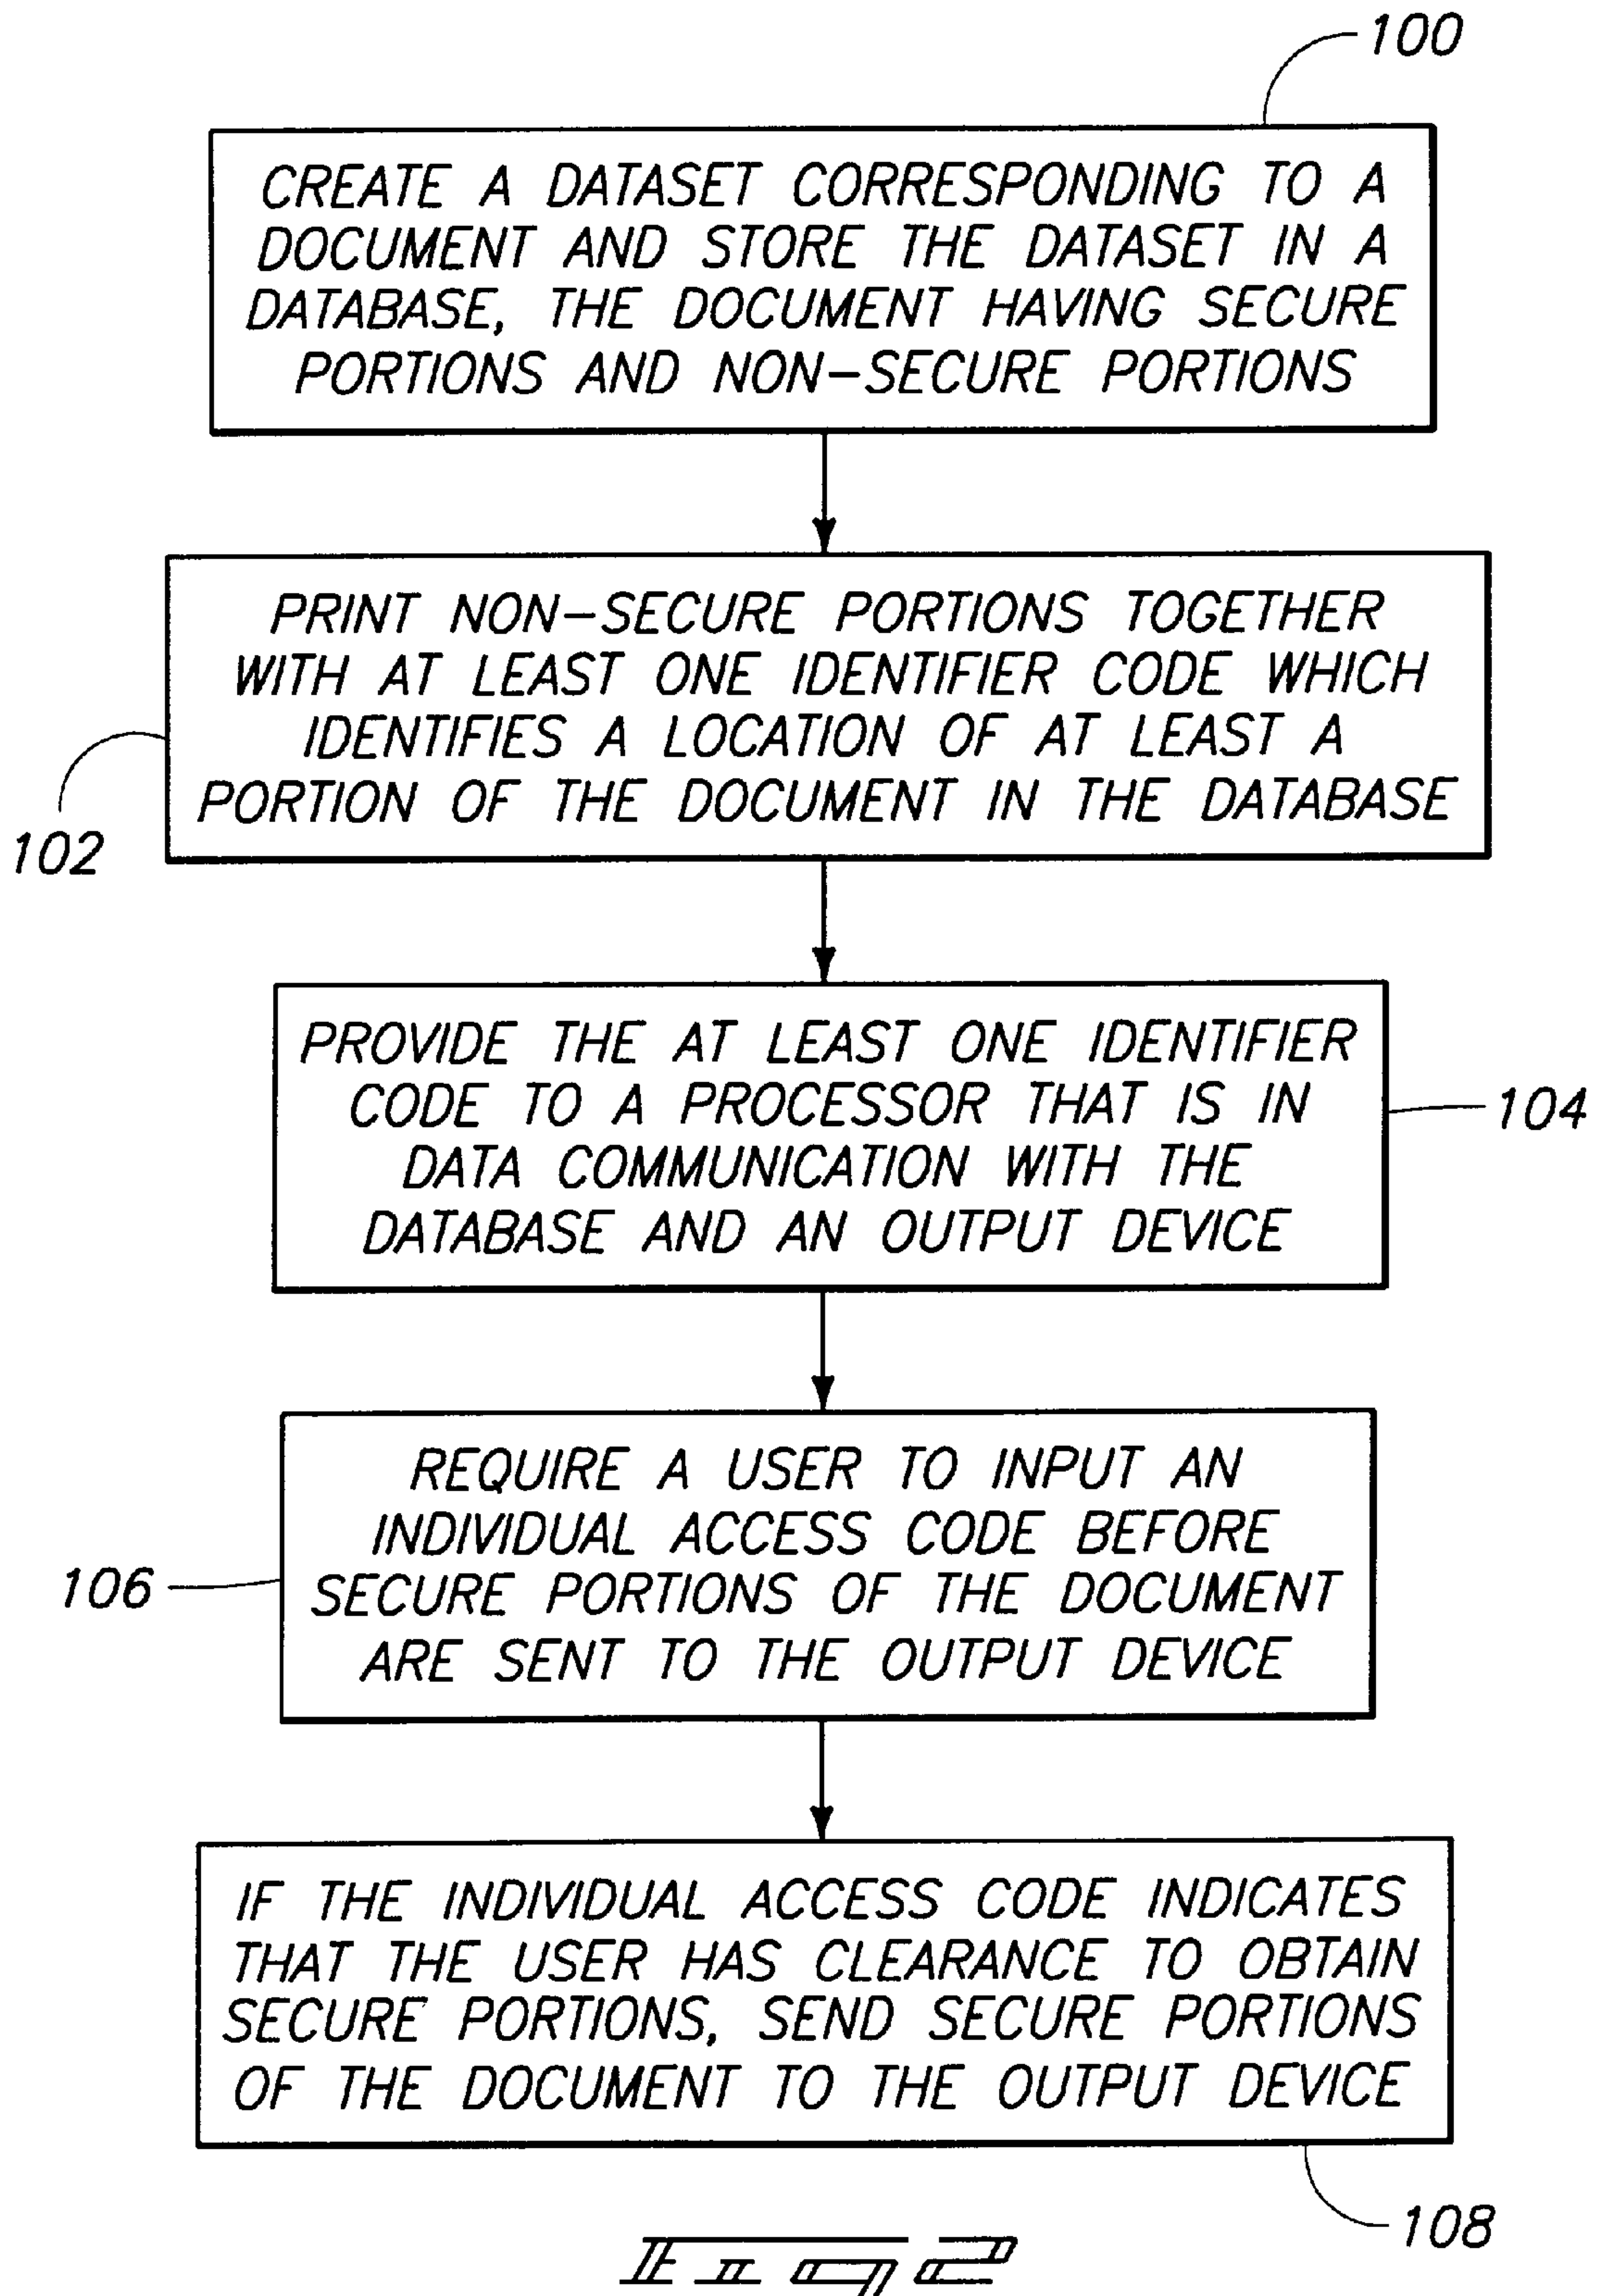 100
CREATE A DATASET CORRESPONDING TO A
DOCUMENT AND STORE THE DATASET IN A
DATABASE, THE DOCUMENT HAVING SECURE
PORTIONS AND NON-SECURE PORTIONS
PRINT NON-SECURE PORTIONS TOGETHER
WITH AT LEAST ONE IDENTIFIER CODE WHICH
IDENTIFIES A LOCATION OF AT LEAST A
PORTION OF THE DOCUMENT IN THE DATABASE
102
PROVIDE THE AT LEAST ONE IDENTIFIER
CODE TO A PROCESSOR THAT IS IN
DATA COMMUNICATION WITH THE
DATABASE AND AN OUTPUT DEVICE
104
REQUIRE A USER TO INPUT AN
INDIVIDUAL ACCESS CODE BEFORE
SECURE PORTIONS OF THE DOCUMENT
ARE SENT TO THE OUTPUT DEVICE
106
IF THE INDIVIDUAL ACCESS CODE INDICATES
THAT THE USER HAS CLEARANCE TO OBTAIN
SECURE PORTIONS, SEND SECURE PORTIONS
OF THE DOCUMENT TO THE OUTPUT DEVICE
108
Fig 2